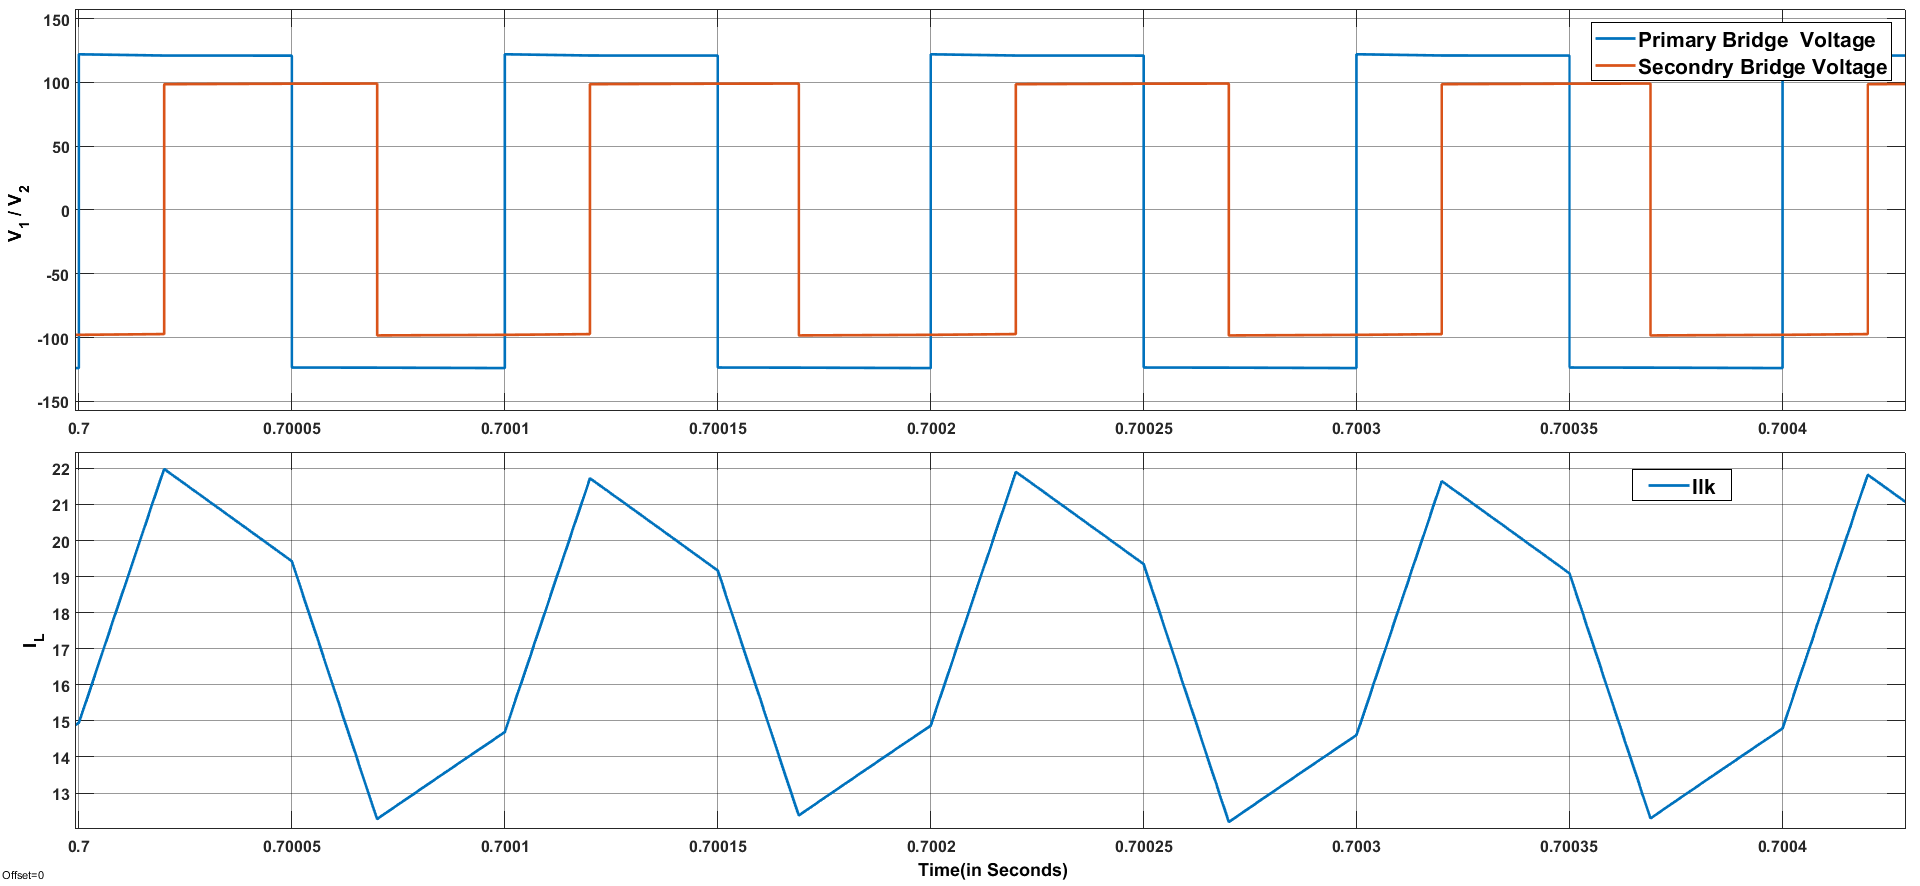 150
100
50
0
-50
-100
-150
V1 / V2
Primary Bridge Voltage
Secondry Bridge Voltage
0.7 0.70005 0.7001 0.70015 0.7002 0.70025 0.7003 0.70035 0.7004
22
21
20
19
18
17
16
15
14
13
IL
Ilk
0.7 0.70005 0.7001 0.70015 0.7002 0.70025 0.7003 0.70035 0.7004
Time(in Seconds)
Offset=0